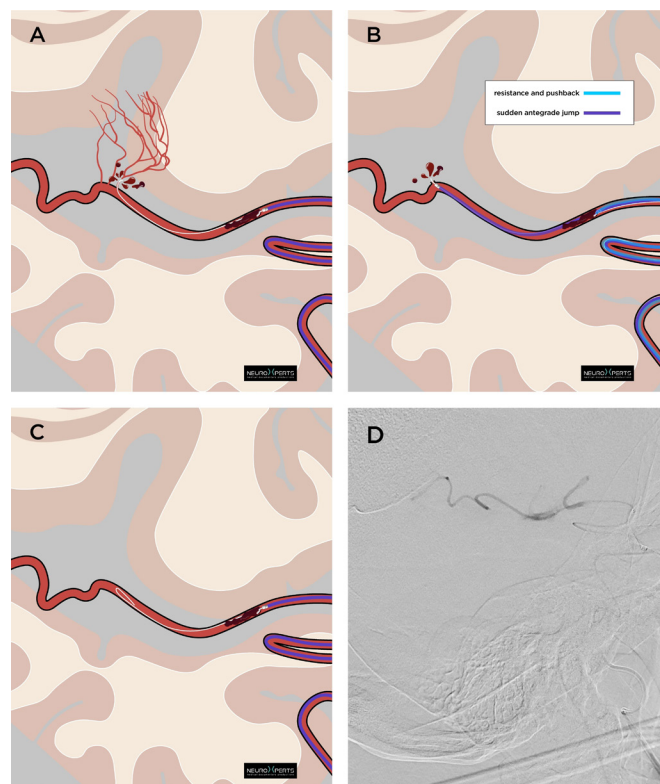 A
B
resistance and pushback
sudden antegrade jump
NEURO XPERTS
NEURO XPERTS
C
D
NEURO XPERTS